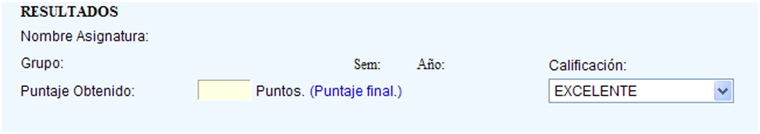 RESULTADOS
Nombre Asignatura:
Grupo: Sem: Año: Calificación:
Puntaje Obtenido: Puntos. (Puntaje final.) EXCELENTE